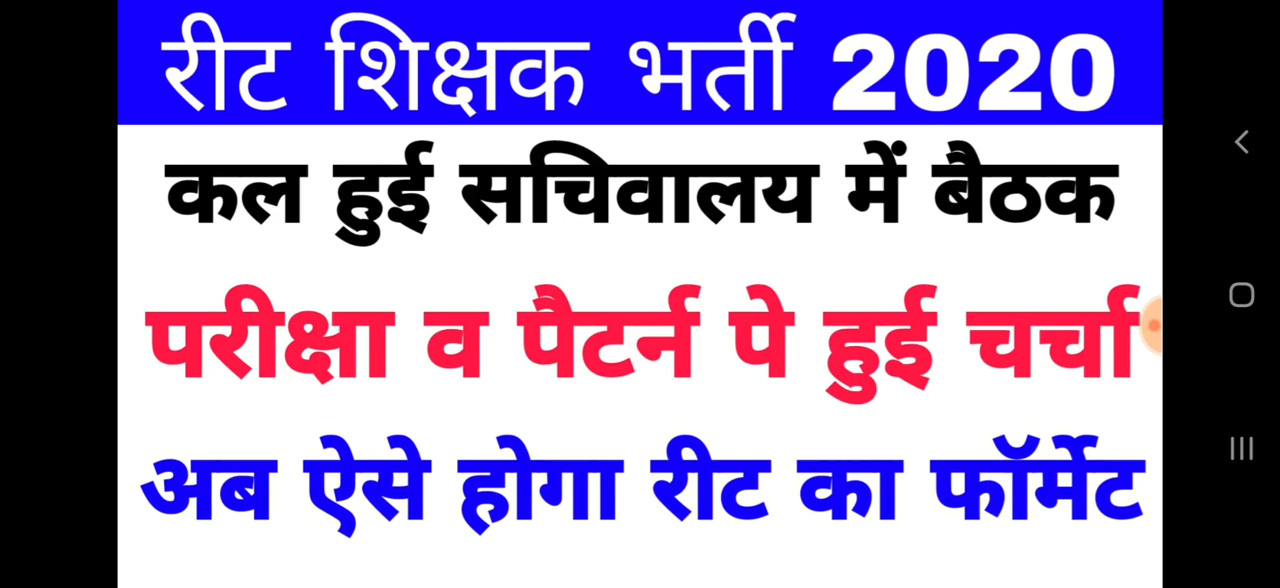 रीट शिक्षक भर्ती 2020
कल हुई सचिवालय में बैठक
परीक्षा व पैटर्न पे हुई चर्चा
अब ऐसे होगा रीट का फॉर्मेट